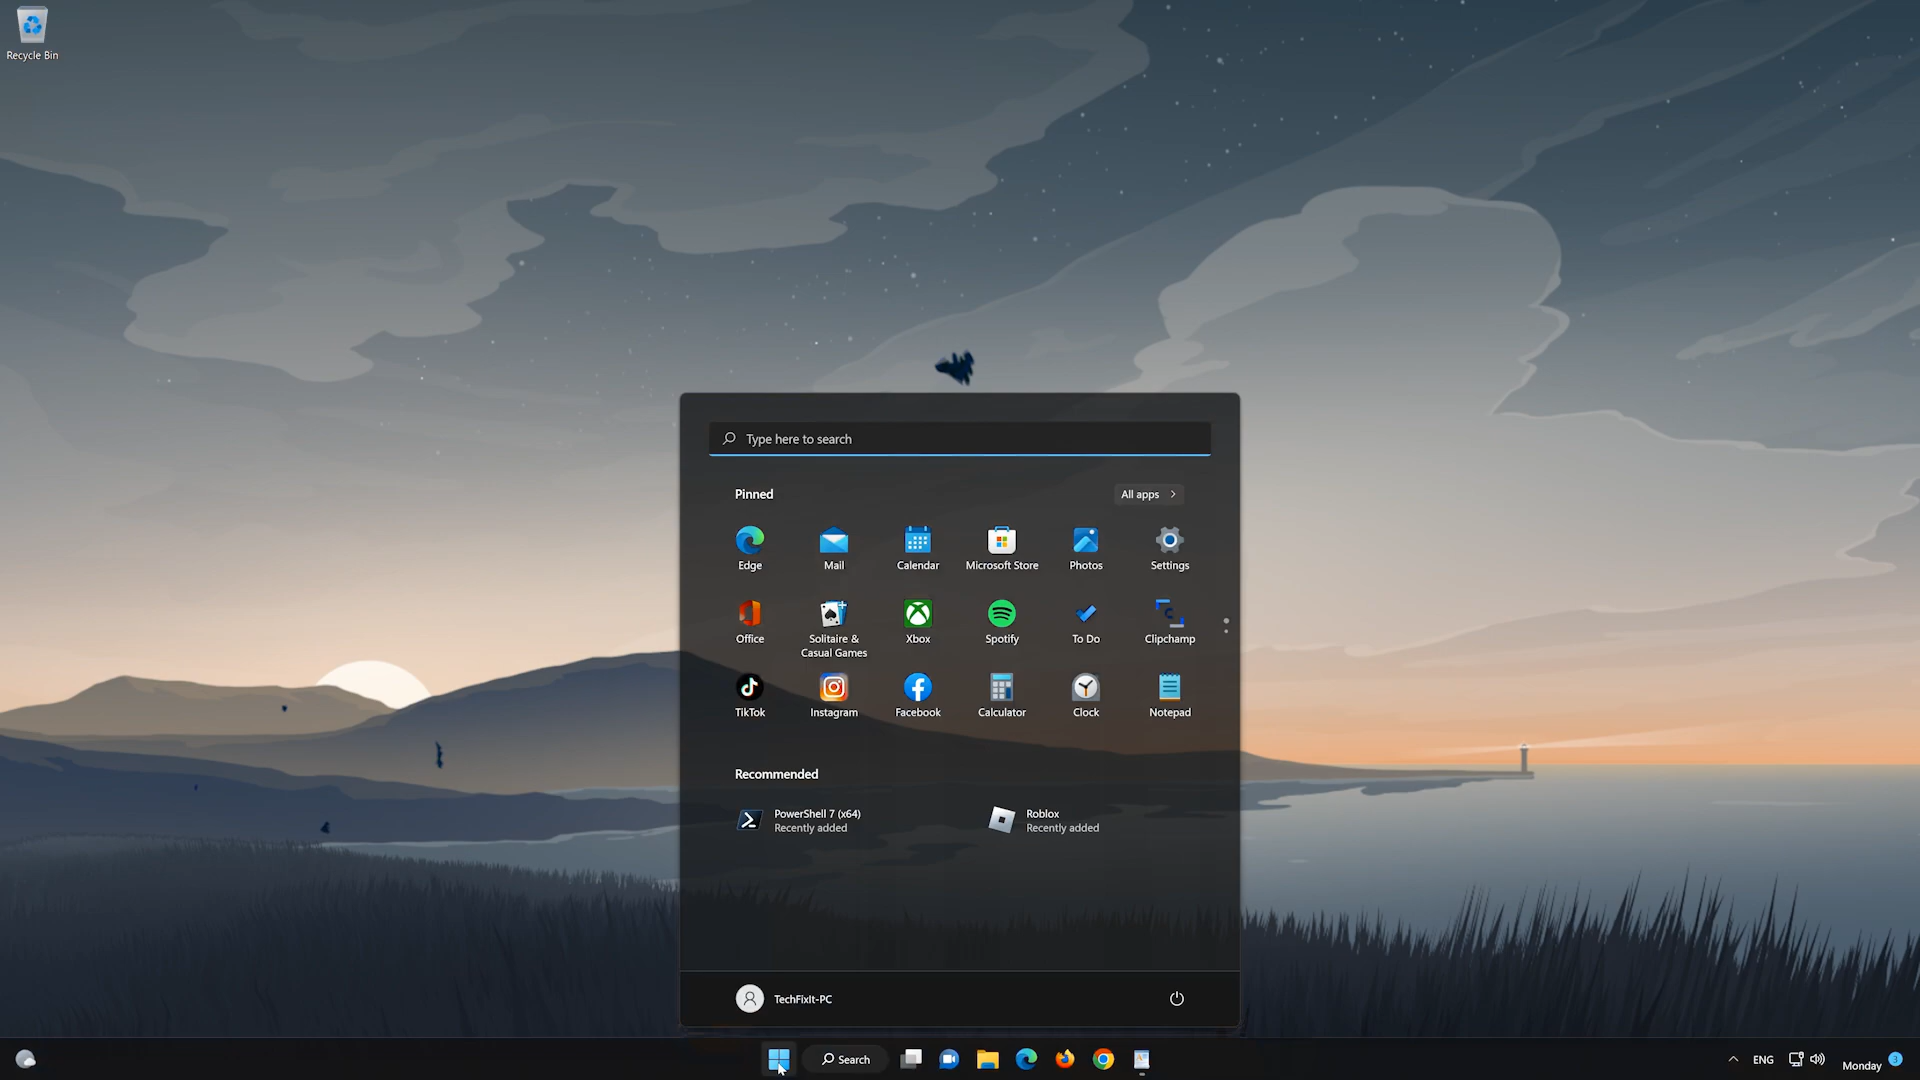 Recycle Bin
Type here to search
Pinned
All apps
Edge
Mail
Calendar
Microsoft Store
Photos
Settings
Office
Solitaire &
Casual Games
Xbox
Spotify
To Do
Clipchamp
TikTok
Instagram
Facebook
Calculator
Clock
Notepad
Recommended
PowerShell 7 (x64)
Recently added
Roblox
Recently added
TechFixIt-PC
Search
ENG
Monday
3